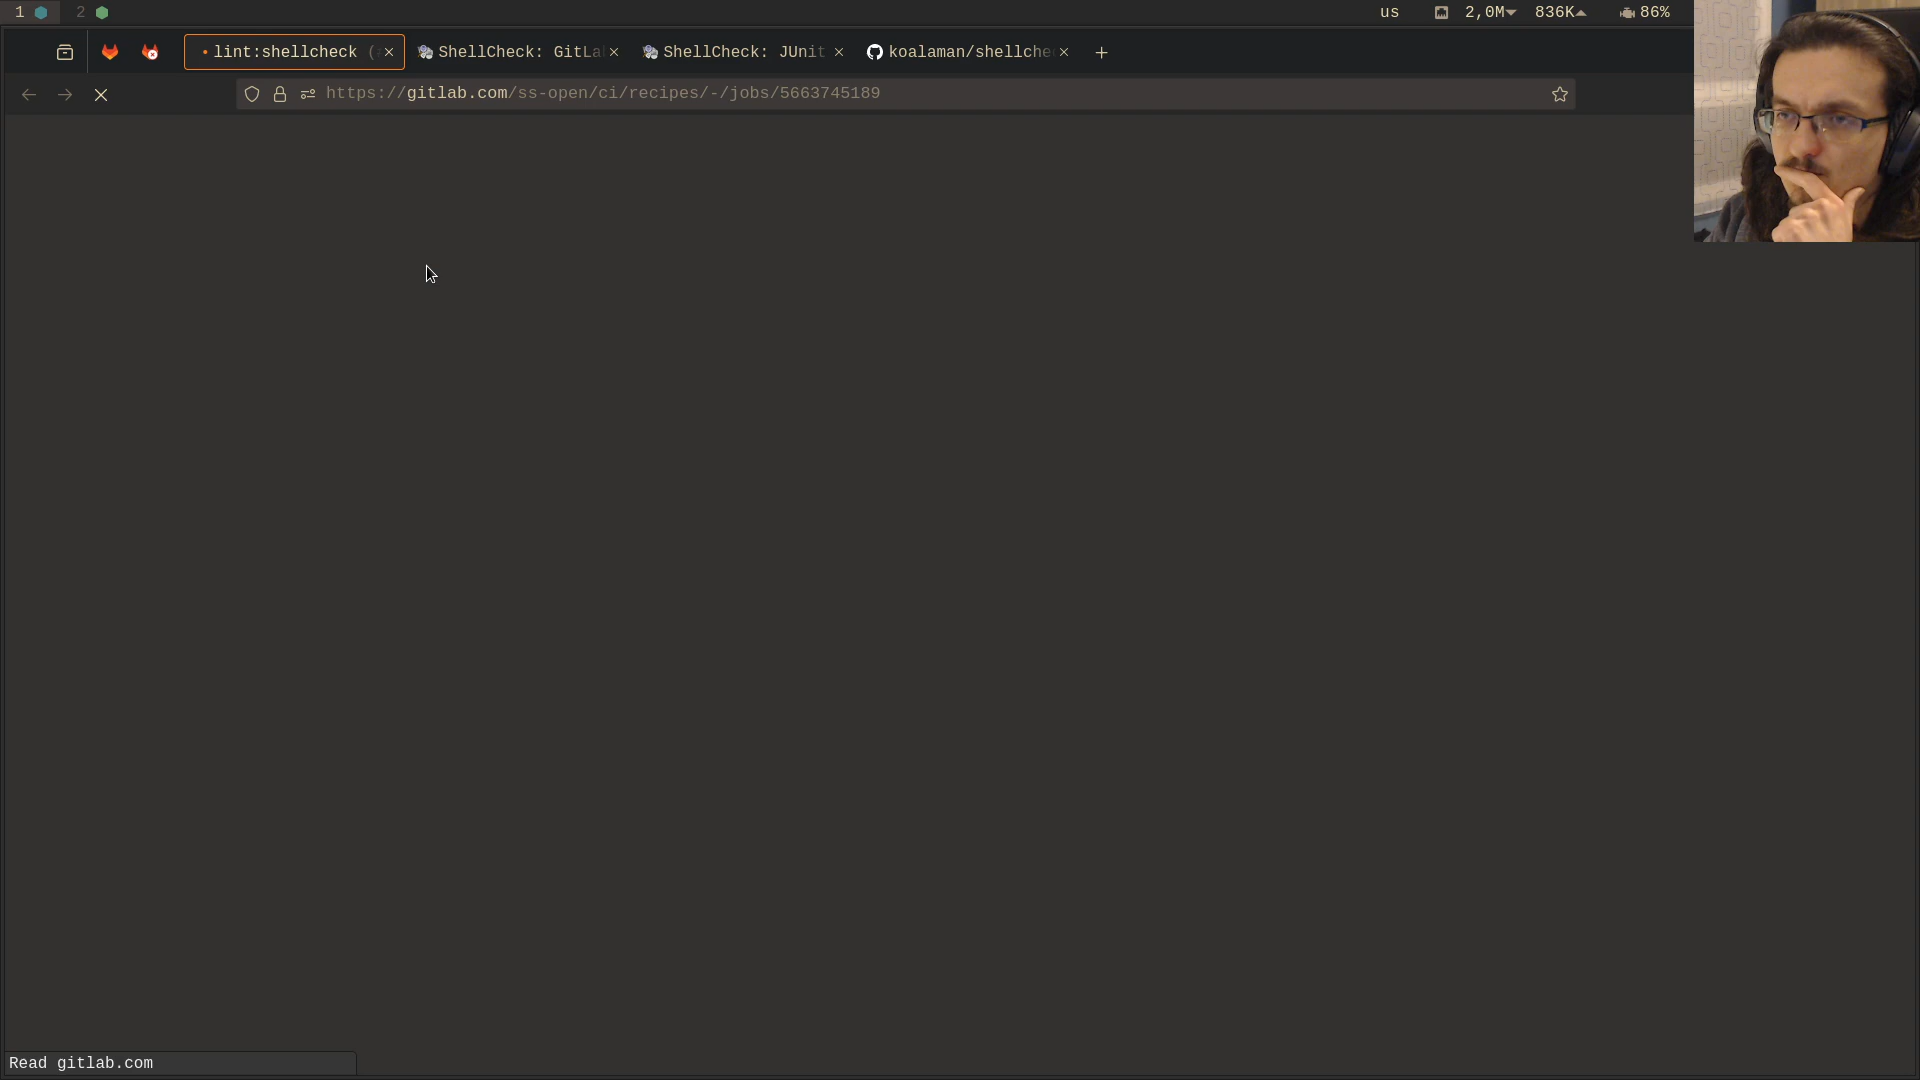 1 2 us 2,0M 836K 86%
lint:shellcheck ( ShellCheck: GitLa ShellCheck: JUnit koalaman/shellche
https://gitlab.com/ss-open/ci/recipes/-/jobs/5663745189
Read gitlab.com